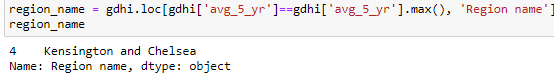 region_name = gdhi.loc[gdhi['avg_5_yr']==gdhi['avg_5_yr'].max(), 'Region name']
region_name
4    Kensington and Chelsea
Name: Region name, dtype: object